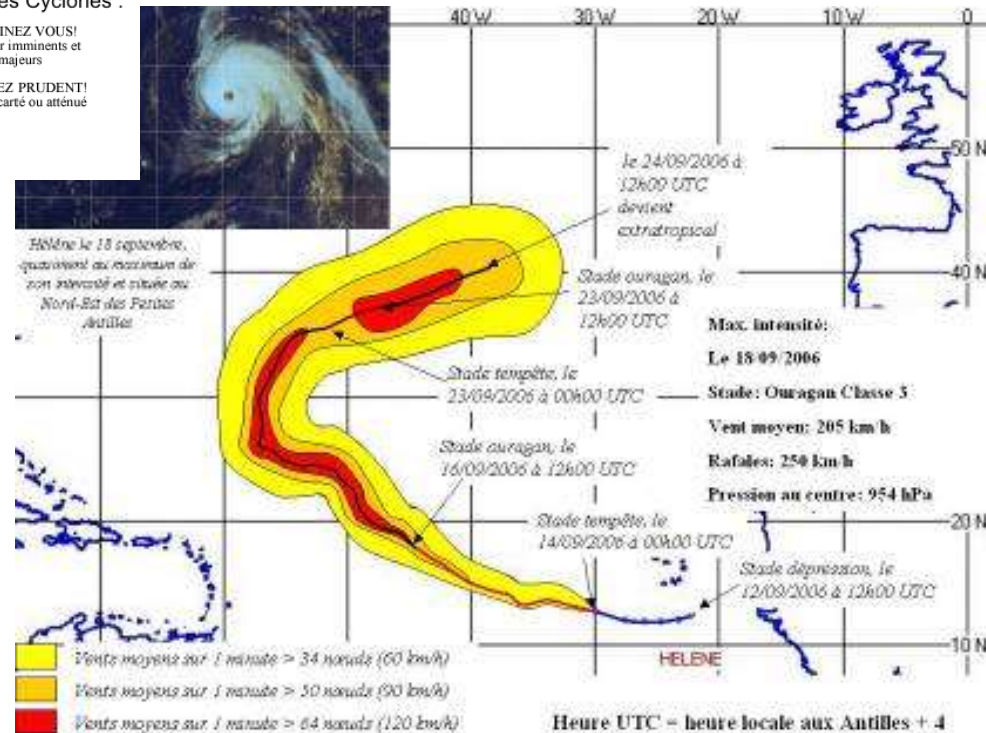 es Cyclones :
INEZ VOUS!
r imminents et
majeurs
EZ PRUDENT!
carté ou atténué
40 W
30 W
20 W
10 W
0
50 N
40 N
20 N
10 N
Hélène le 18 septembre,
quasiment au maximum de
son intensité et située au
Nord-Est des Petites
Antilles
le 24/09/2006 à
12h00 UTC
devient
extratropical
Stade ouragan, le
23/09/2006 à
12h00 UTC
Max. intensité:
Le 18/09/2006
Stade: Ouragan Classe 3
Vent moyen: 205 km/h
Rafales: 250 km/h
Pression au centre: 954 hPa
Stade tempête, le
23/09/2006 à 00h00 UTC
Stade ouragan, le
16/09/2006 à 12h00 UTC
Stade tempête, le
14/09/2006 à 00h00 UTC
Stade dépression, le
12/09/2006 à 12h00 UTC
HELENE
Vents moyens sur 1 minute > 34 nœuds (60 km/h)
Vents moyens sur 1 minute > 50 nœuds (90 km/h)
Vents moyens sur 1 minute > 64 nœuds (120 km/h)
Heure UTC = heure locale aux Antilles + 4